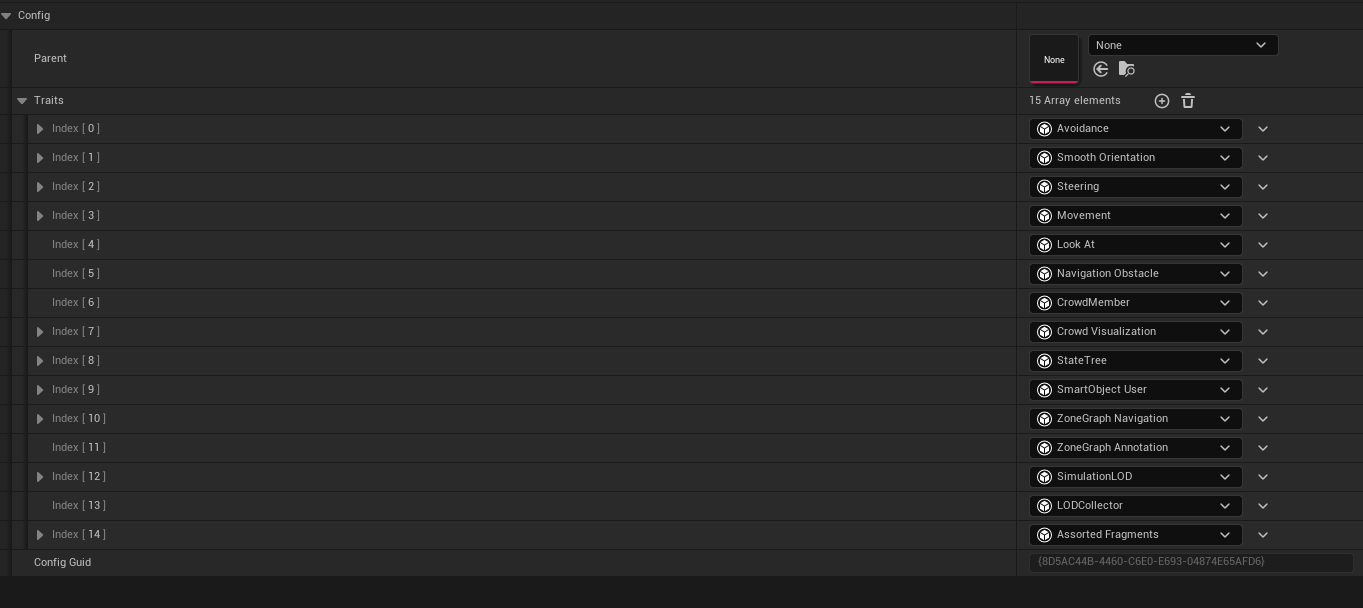 Config
Parent
None
None
Traits
15 Array elements
Index [ 0 ]
Avoidance
Index [ 1 ]
Smooth Orientation
Index [ 2 ]
Steering
Index [ 3 ]
Movement
Index [ 4 ]
Look At
Index [ 5 ]
Navigation Obstacle
Index [ 6 ]
CrowdMember
Index [ 7 ]
Crowd Visualization
Index [ 8 ]
StateTree
Index [ 9 ]
SmartObject User
Index [ 10 ]
ZoneGraph Navigation
Index [ 11 ]
ZoneGraph Annotation
Index [ 12 ]
SimulationLOD
Index [ 13 ]
LODCollector
Index [ 14 ]
Assorted Fragments
Config Guid
{8D5AC44B-4460-C6E0-E693-04874E65AFD6}